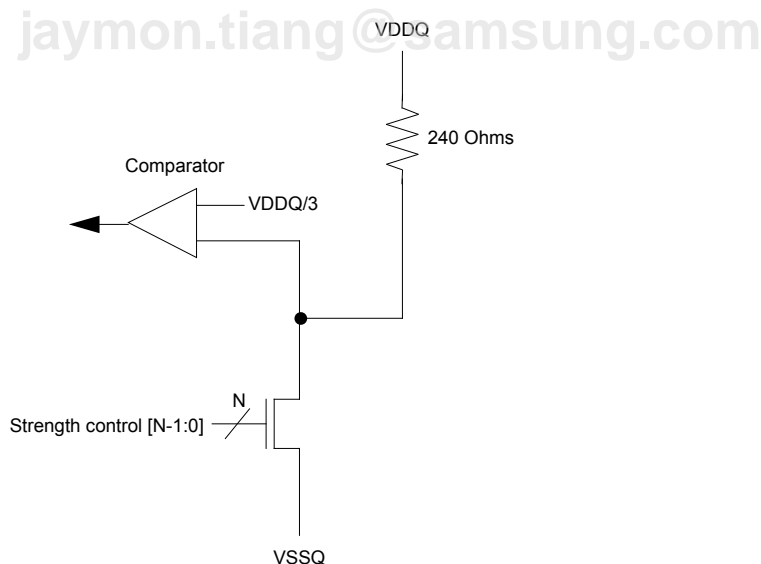 jaymon.tiang@samsung.com
VDDQ
240 Ohms
Comparator
VDDQ/3
N
Strength control [N-1:0]
VSSQ